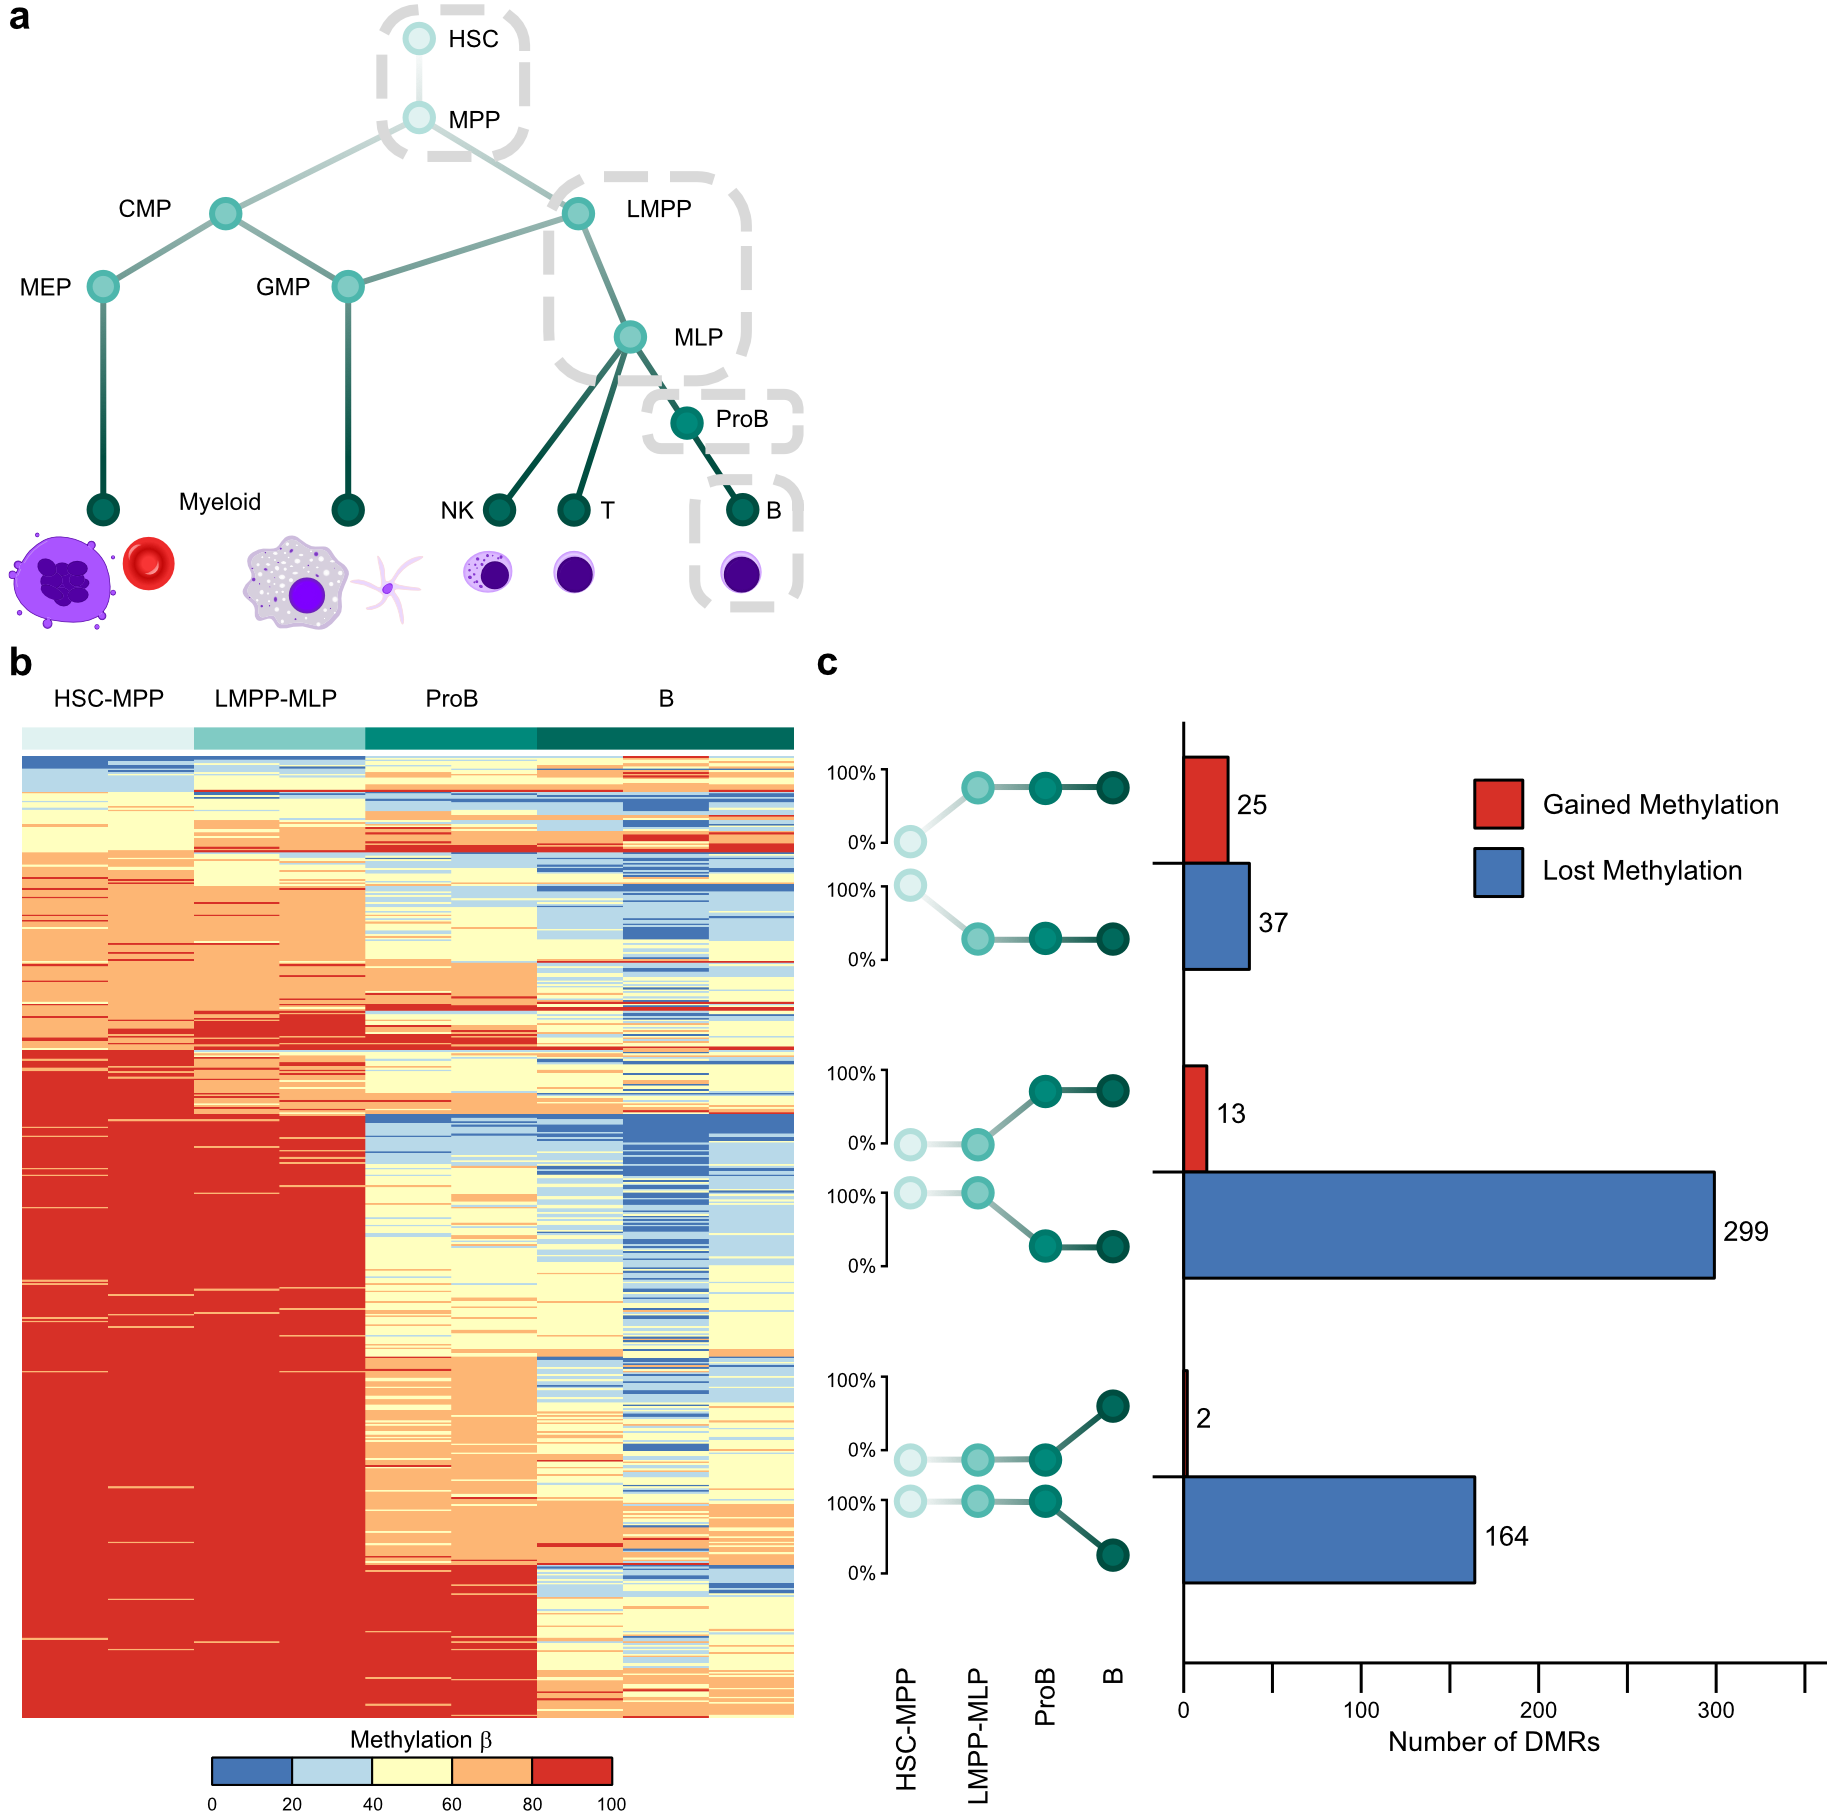 a
HSC
MPP
CMP
LMPP
MEP
GMP
MLP
ProB
Myeloid
NK
T
B
b
HSC-MPP LMPP-MLP ProB B
Methylation β
0 20 40 60 80 100
c
100%
0%
100%
0%
100%
0%
100%
0%
100%
0%
100%
0%
HSC-MPP
LMPP-MLP
ProB
B
25
37
13
299
2
164
Gained Methylation
Lost Methylation
0 100 200 300
Number of DMRs